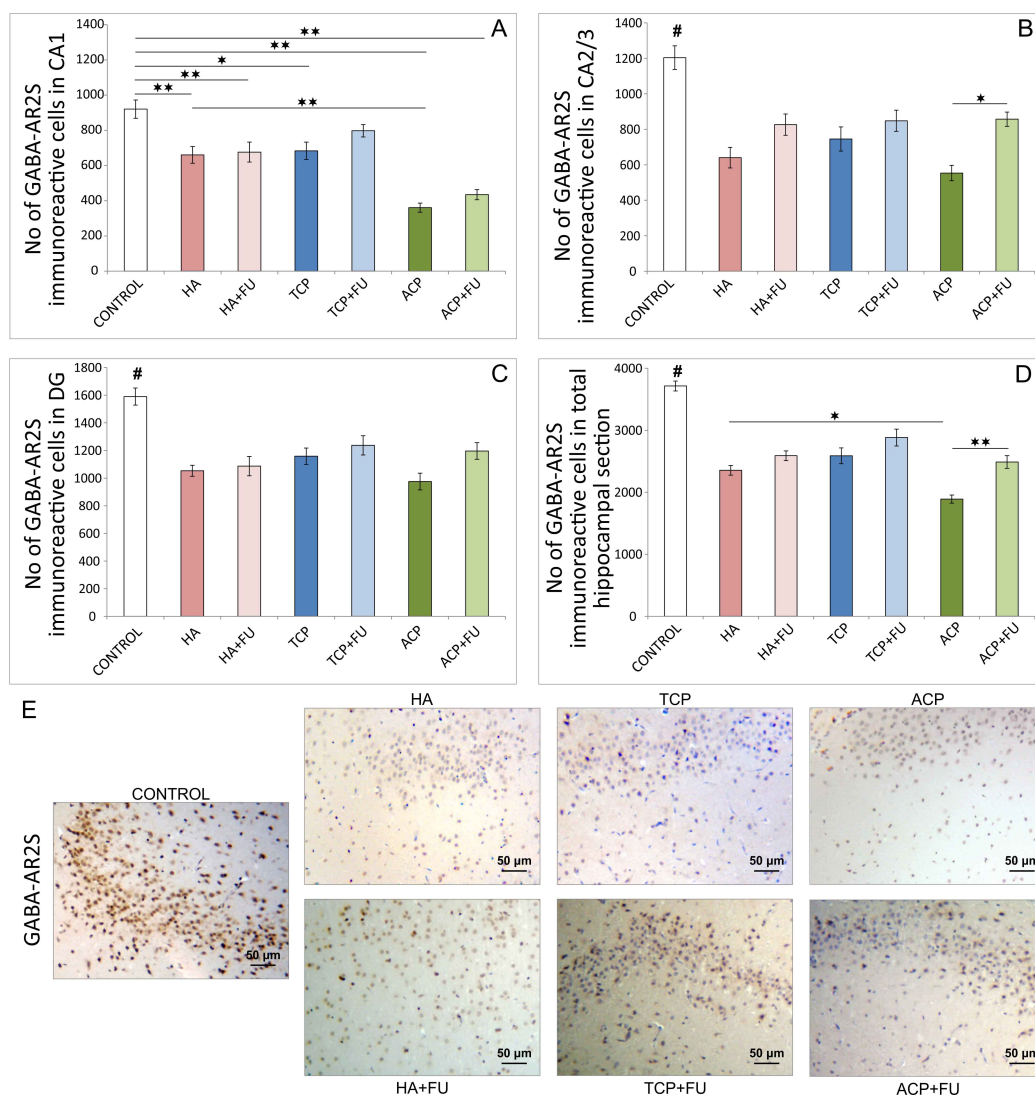 A
No of GABA-AR2S
immunoreactive cells in CA1
1400
1200
1000
800
600
400
200
0
★★
★★
★
★★
★★
★★
CONTROL
HA
HA+FU
TCP
TCP+FU
ACP
ACP+FU
B
No of GABA-AR2S
immunoreactive cells in CA2/3
1400
1200
1000
800
600
400
200
0
#
★
CONTROL
HA
HA+FU
TCP
TCP+FU
ACP
ACP+FU
C
No of GABA-AR2S
immunoreactive cells in DG
1800
1600
1400
1200
1000
800
600
400
200
0
#
CONTROL
HA
HA+FU
TCP
TCP+FU
ACP
ACP+FU
D
No of GABA-AR2S
immunoreactive cells in total
hippocampal section
4000
3000
2000
1000
0
#
★
★★
CONTROL
HA
HA+FU
TCP
TCP+FU
ACP
ACP+FU
E
GABA-AR2S
CONTROL
50 µm
HA
50 µm
TCP
50 µm
ACP
50 µm
50 µm
HA+FU
50 µm
TCP+FU
50 µm
ACP+FU